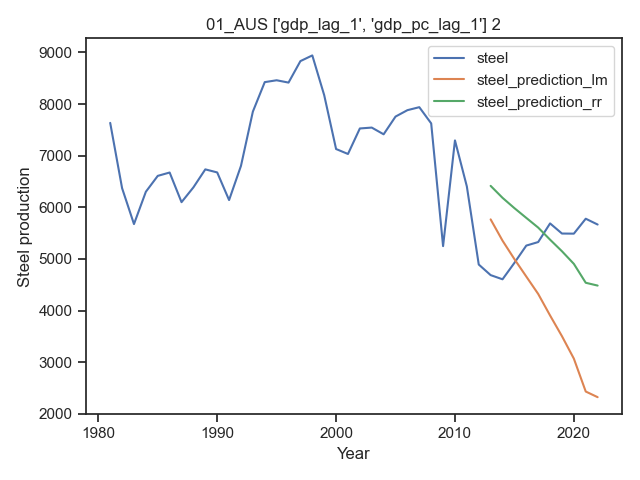 01_AUS ['gdp_lag_1', 'gdp_pc_lag_1'] 2
steel
steel_prediction_lm
steel_prediction_rr
9000
8000
7000
6000
5000
4000
3000
2000
Steel production
1980
1990
2000
2010
2020
Year